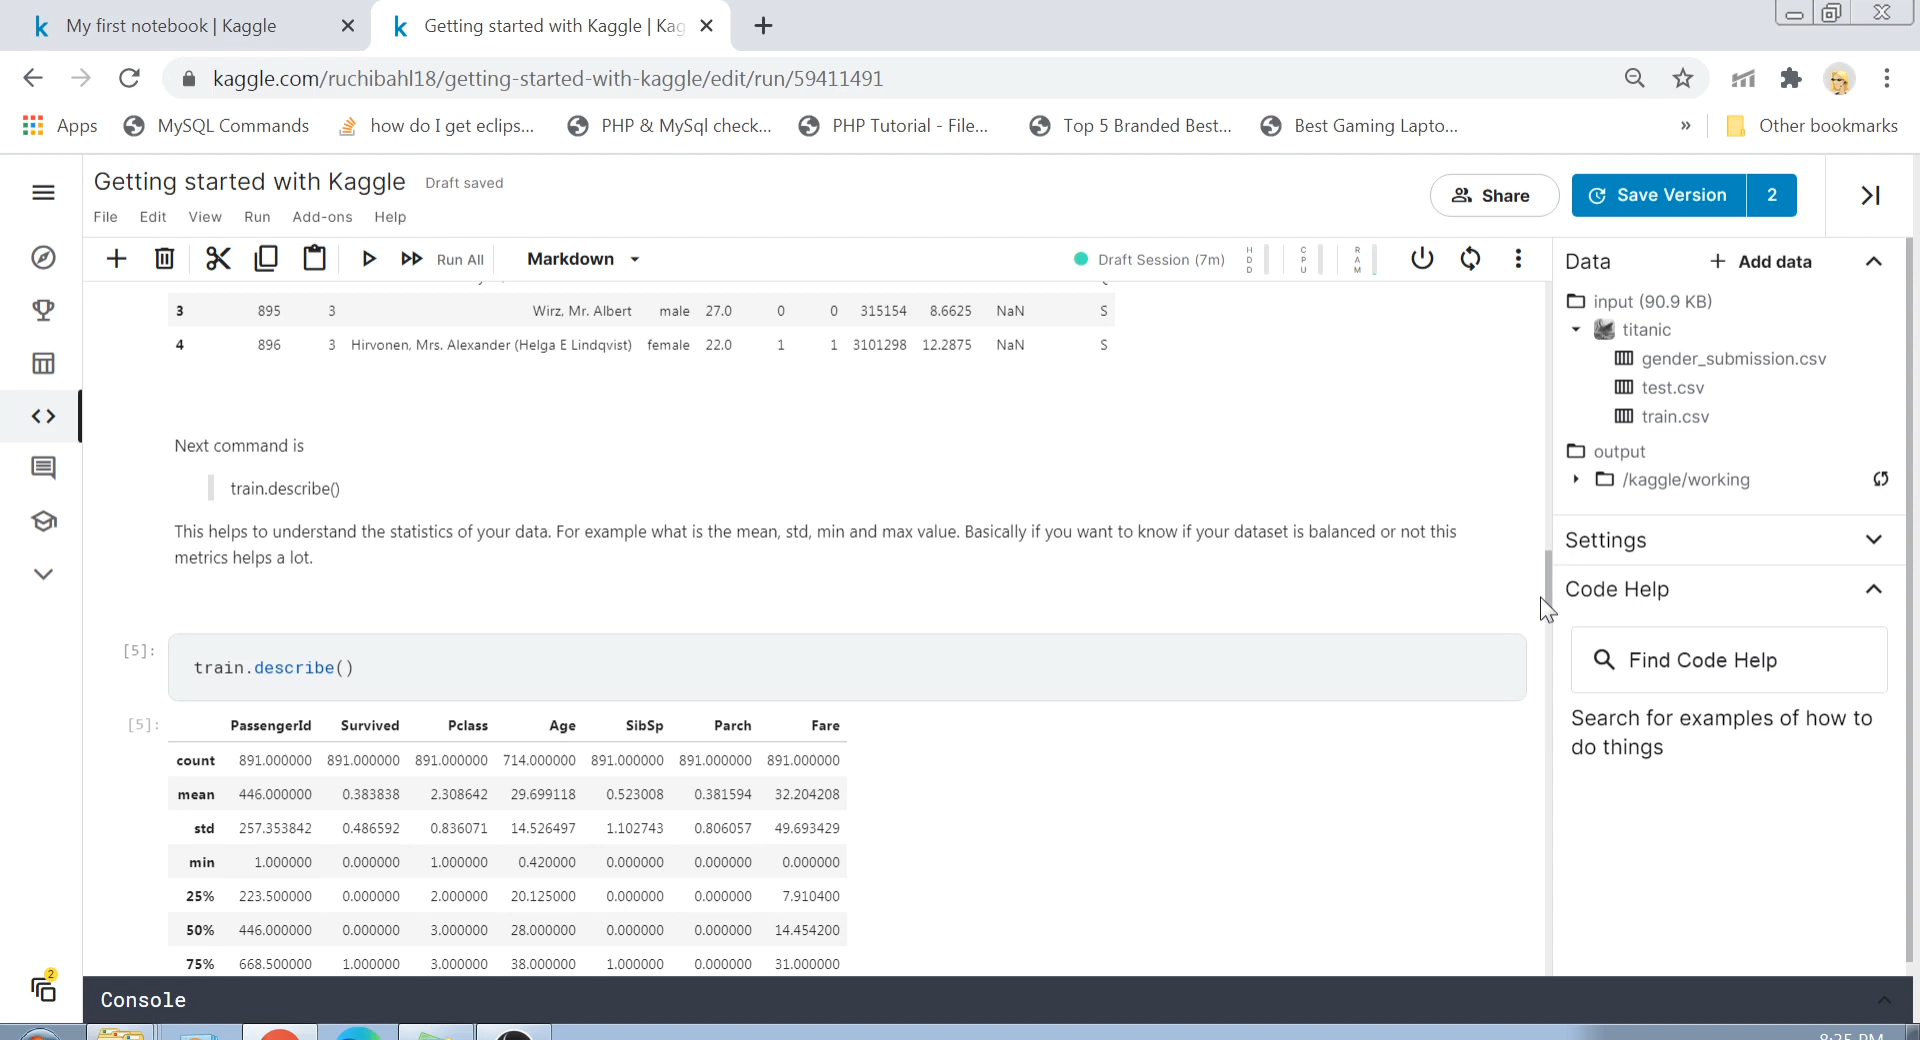 My first notebook | Kaggle
Getting started with Kaggle | Kag
kaggle.com/ruchibahl18/getting-started-with-kaggle/edit/run/59411491
Apps MySQL Commands how do I get eclips... PHP & MySql check... PHP Tutorial - File... Top 5 Branded Best... Best Gaming Lapto... » Other bookmarks
Getting started with Kaggle Draft saved
Share Save Version 2
File Edit View Run Add-ons Help
Run All Markdown Draft Session (7m) HDD CPU RAM
3 895 3 Wirz, Mr. Albert male 27.0 0 0 315154 8.6625 NaN S
4 896 3 Hirvonen, Mrs. Alexander (Helga E Lindqvist) female 22.0 1 1 3101298 12.2875 NaN S
Next command is
train.describe()
This helps to understand the statistics of your data. For example what is the mean, std, min and max value. Basically if you want to know if your dataset is balanced or not this
metrics helps a lot.
[5]:
train.describe()
[5]:
PassengerId Survived Pclass Age SibSp Parch Fare
count 891.000000 891.000000 891.000000 714.000000 891.000000 891.000000 891.000000
mean 446.000000 0.383838 2.308642 29.699118 0.523008 0.381594 32.204208
std 257.353842 0.486592 0.836071 14.526497 1.102743 0.806057 49.693429
min 1.000000 0.000000 1.000000 0.420000 0.000000 0.000000 0.000000
25% 223.500000 0.000000 2.000000 20.125000 0.000000 0.000000 7.910400
50% 446.000000 0.000000 3.000000 28.000000 0.000000 0.000000 14.454200
75% 668.500000 1.000000 3.000000 38.000000 1.000000 0.000000 31.000000
Data + Add data
input (90.9 KB)
titanic
gender_submission.csv
test.csv
train.csv
output
/kaggle/working
Settings
Code Help
Find Code Help
Search for examples of how to
do things
2
Console
8:35 PM